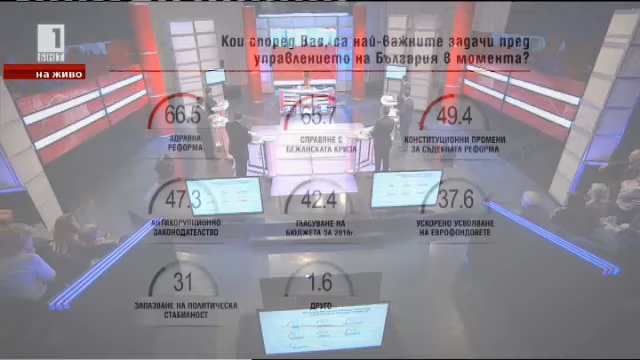 1
БНТ
на живо
Кои според Вас, са най-важните задачи пред
управлението на България в момента?
66.5
ЗДРАВНА
РЕФОРМА
65.7
СПРАВЯНЕ С
БЕЖАНСКАТА КРИЗА
49.4
КОНСТИТУЦИОННИ ПРОМЕНИ
ЗА СЪДЕБНАТА РЕФОРМА
47.3
АНТИКОРУПЦИОННО
ЗАКОНОДАТЕЛСТВО
42.4
ГЛАСУВАНЕ НА
БЮДЖЕТА ЗА 2016г.
37.6
УСКОРЕНО УСВОЯВАНЕ
НА ЕВРОФОНДОВЕТЕ
31
ЗАПАЗВАНЕ НА ПОЛИТИЧЕСКА
СТАБИЛНОСТ
1.6
ДРУГО